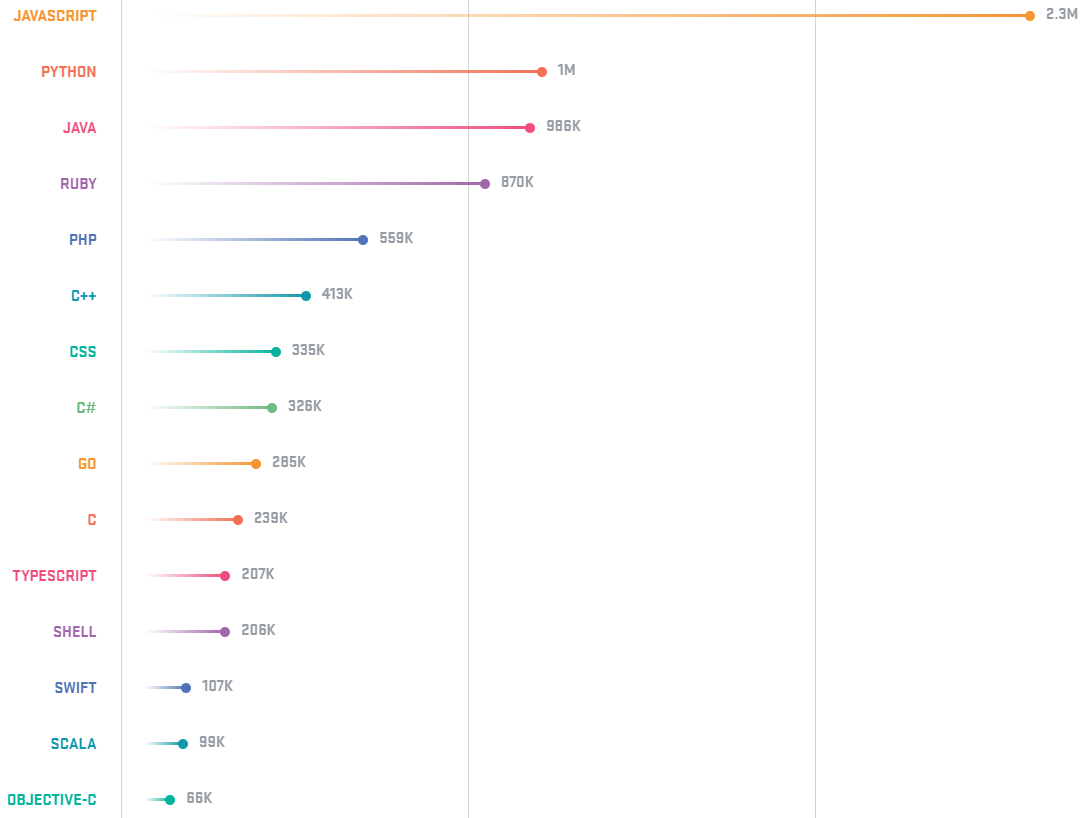 JAVASCRIPT 2.3M
PYTHON 1M
JAVA 986K
RUBY 870K
PHP 559K
C++ 413K
CSS 335K
C# 326K
GO 285K
C 239K
TYPESCRIPT 207K
SHELL 206K
SWIFT 107K
SCALA 99K
OBJECTIVE-C 66K